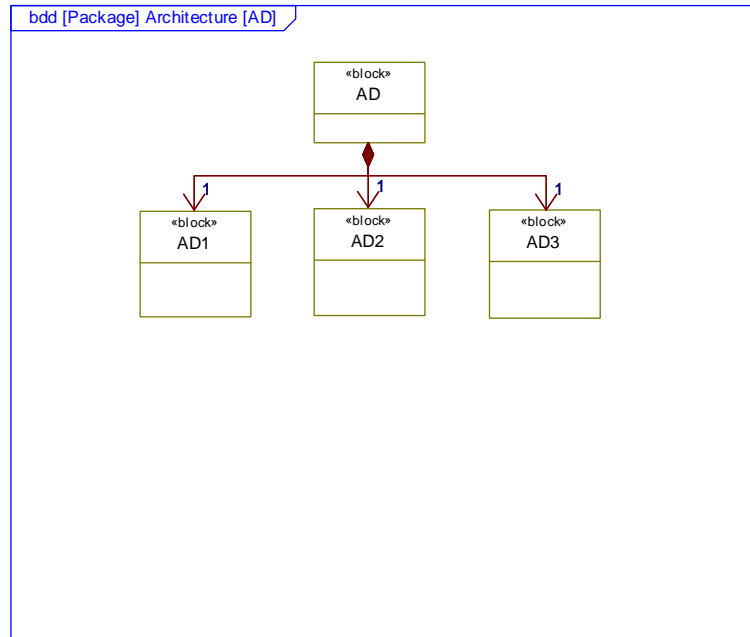 bdd [Package] Architecture [AD]
«block»
AD
1
1
1
«block»
AD1
«block»
AD2
«block»
AD3